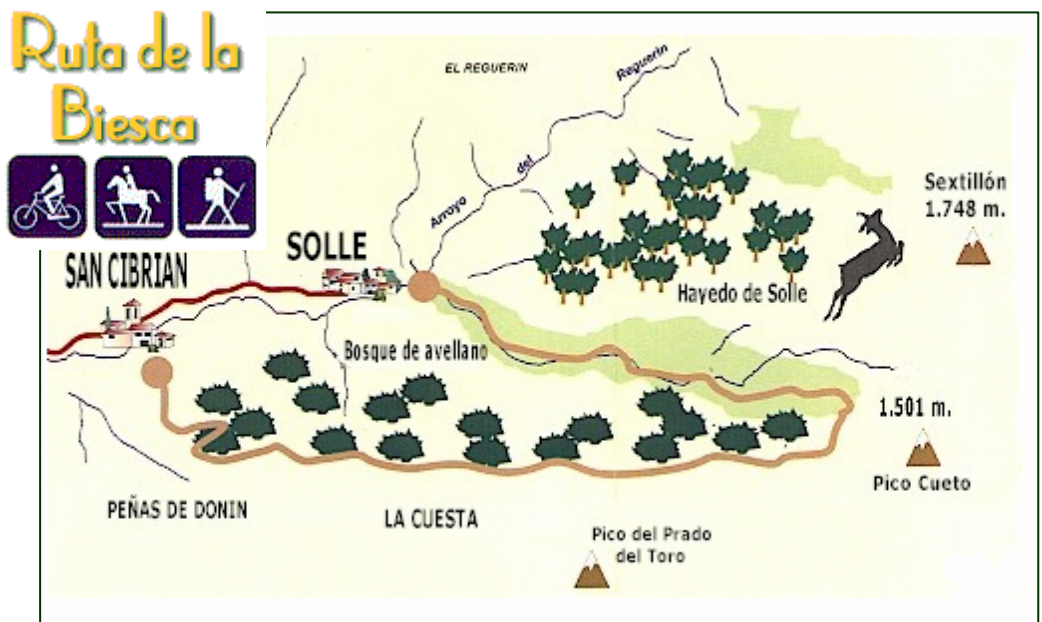 Ruta de la
Biesca
EL REGUERIN
Arroyo del Reguerin
Sextillón
1.748 m.
SOLLE
SAN CIBRIAN
Hayedo de Solle
Bosque de avellano
1.501 m.
Pico Cueto
PEÑAS DE DONIN
LA CUESTA
Pico del Prado
del Toro